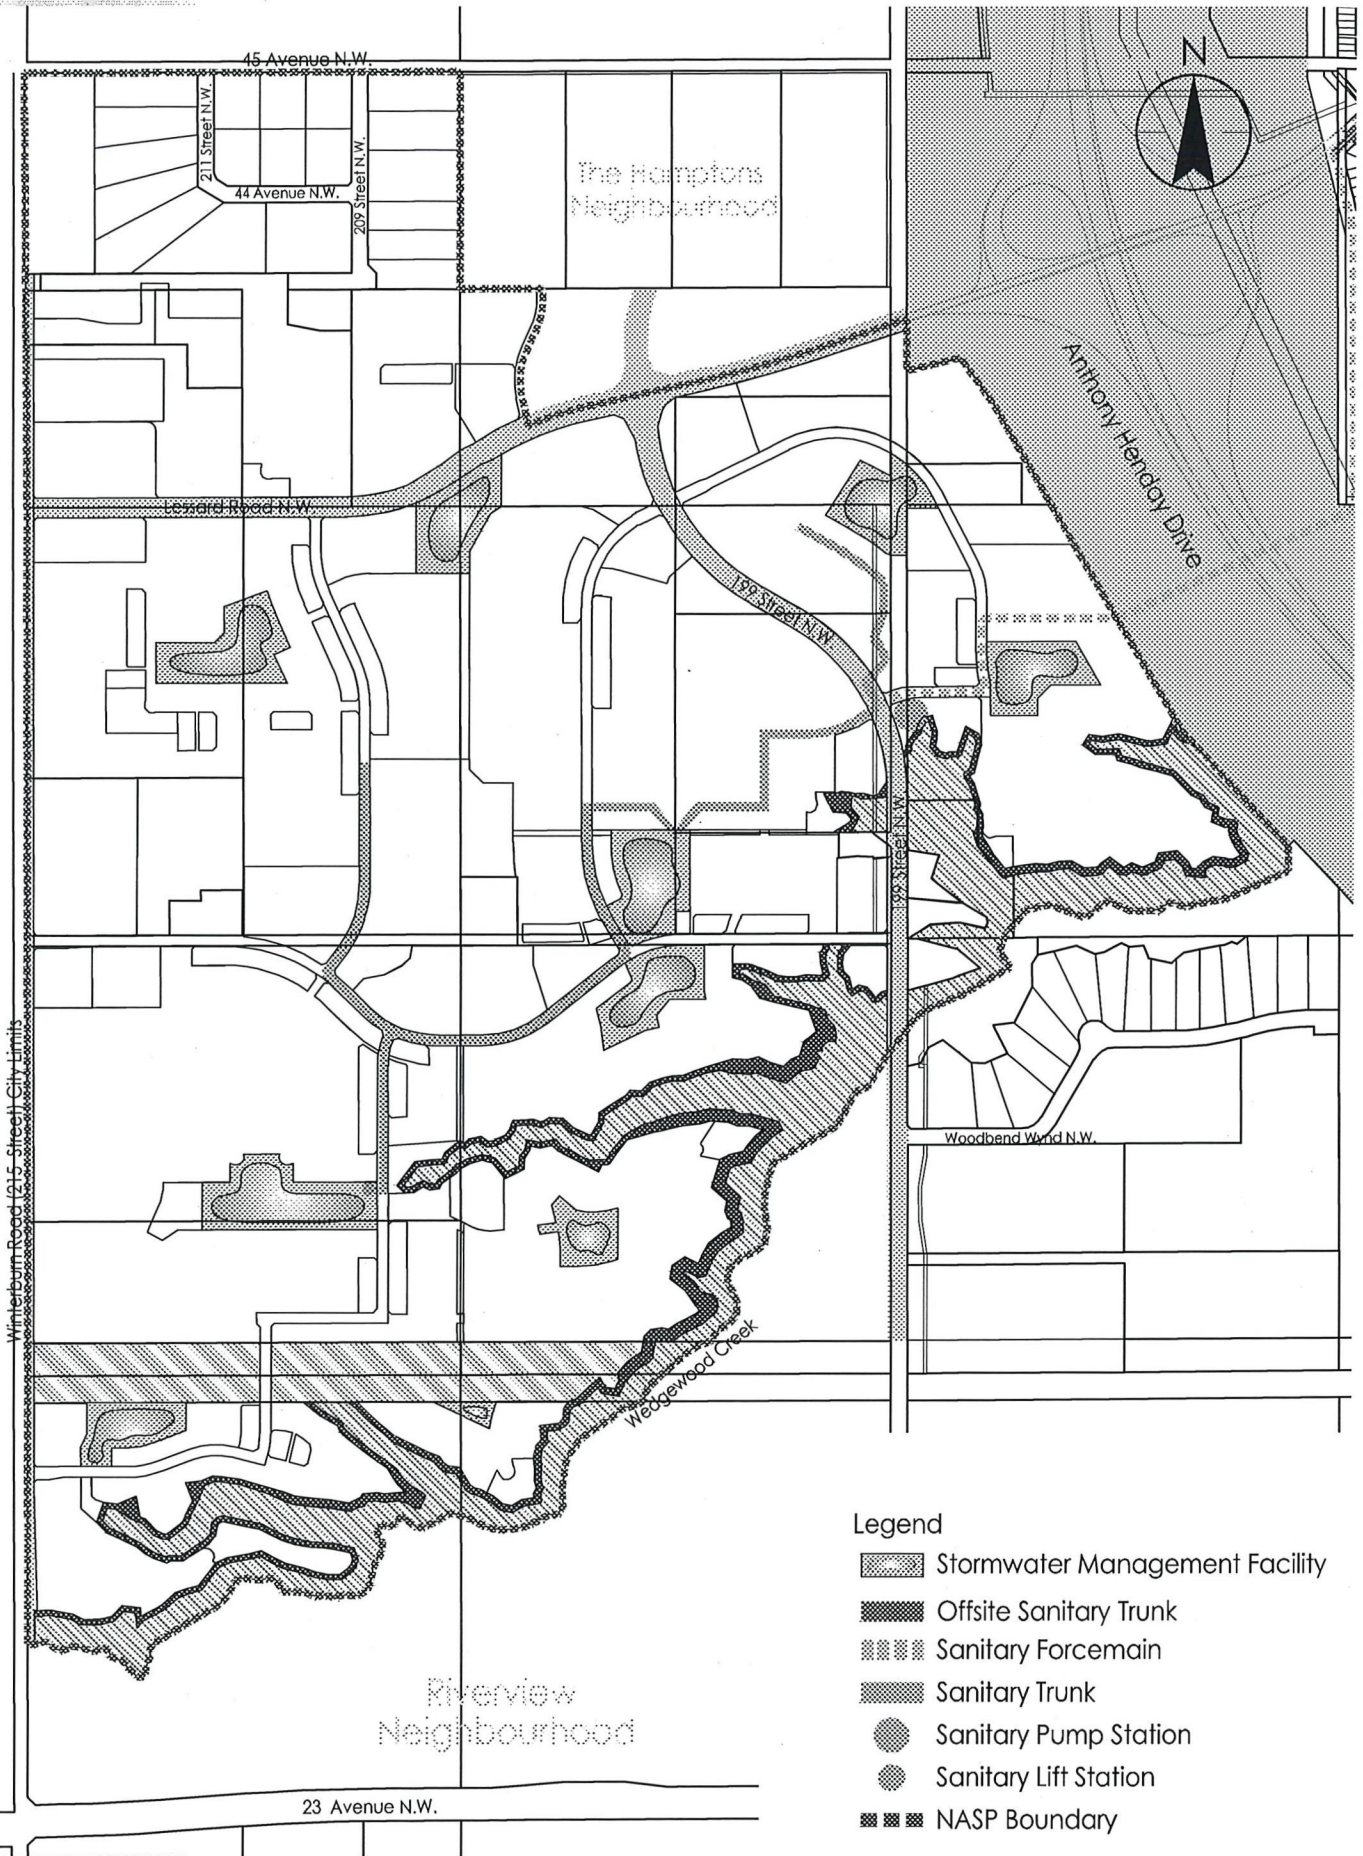 45 Avenue N.W.
N
211 Street N.W.
209 Street N.W.
44 Avenue N.W.
The Hamptons
Neighbourhood
Anthony Henday Drive
Lessard Road N.W.
199 Street N.W.
199 Street N.W.
Winterburn Road (215 Street) City Limits
Woodbend Wynd N.W.
Wedgewood Creek
Legend
Stormwater Management Facility
Offsite Sanitary Trunk
Sanitary Forcemain
Sanitary Trunk
Sanitary Pump Station
Sanitary Lift Station
NASP Boundary
Riverview
Neighbourhood
23 Avenue N.W.